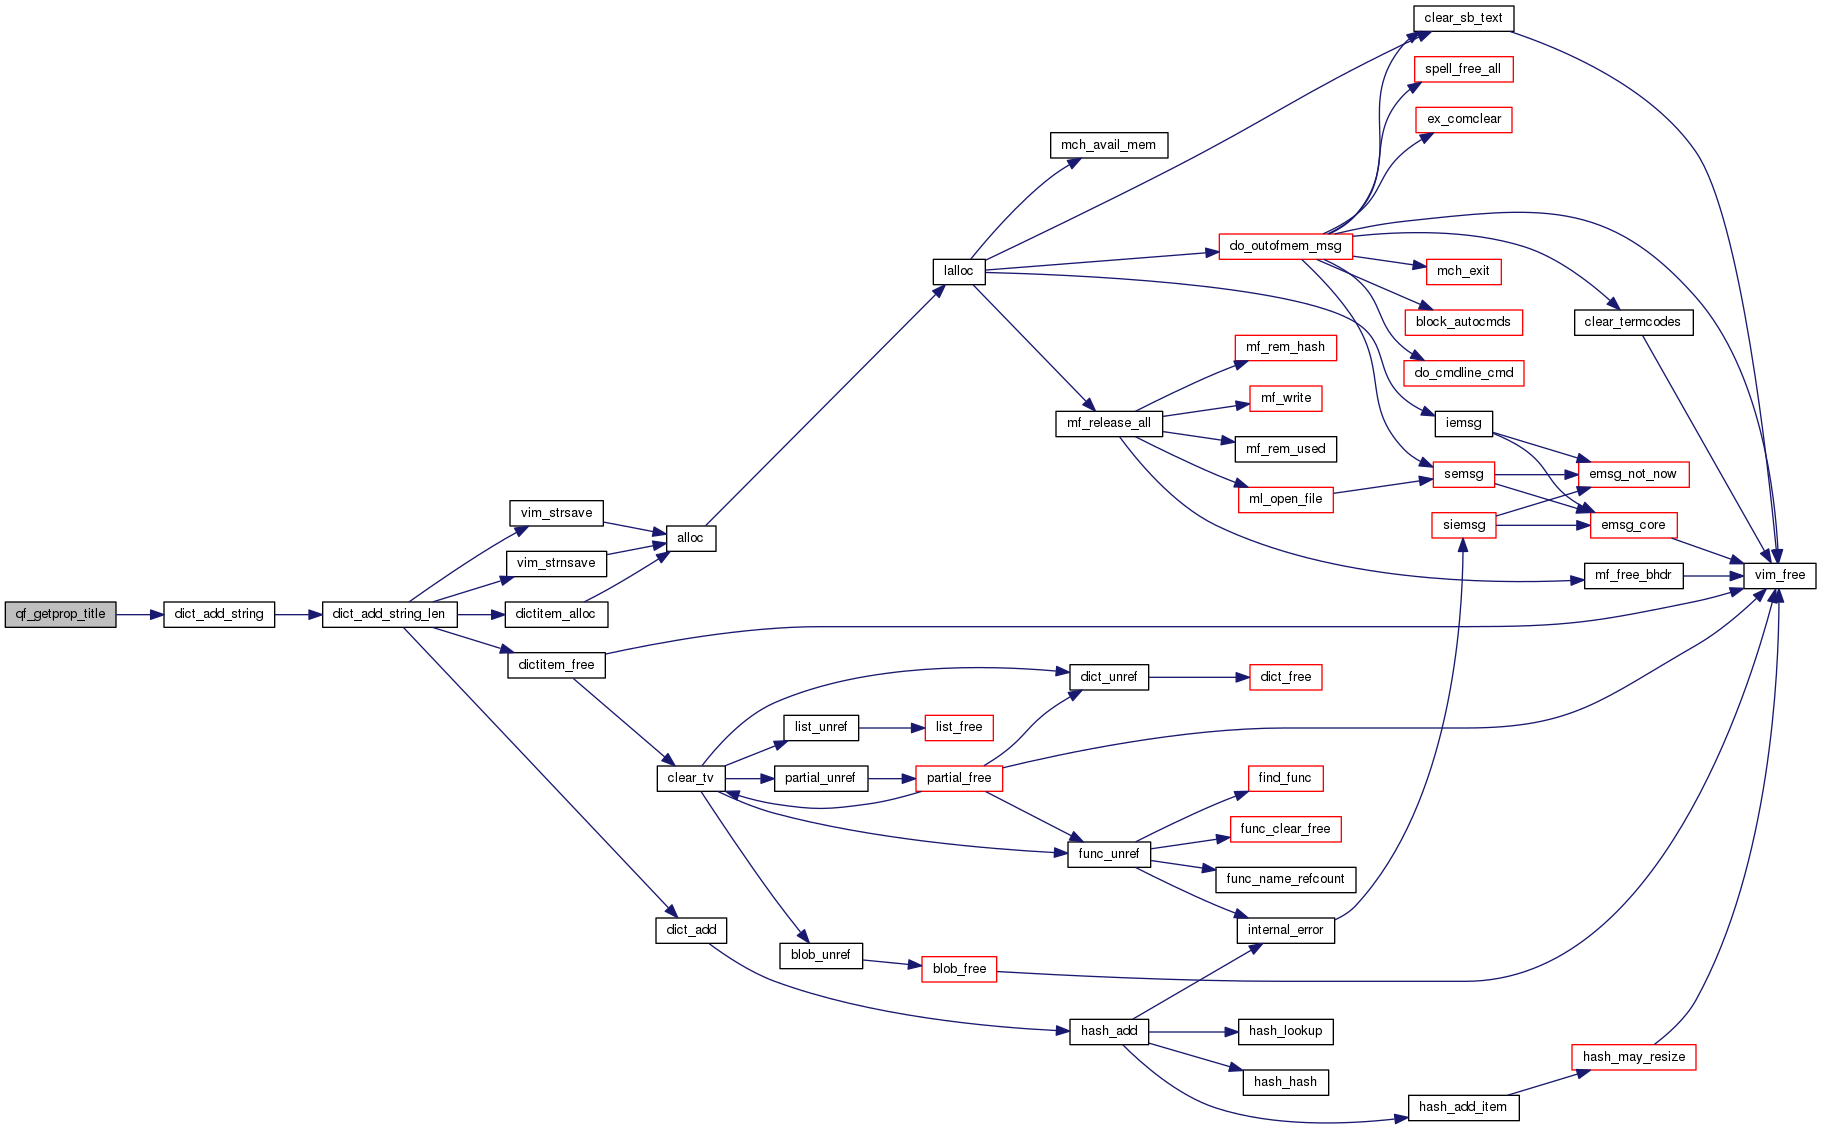 clear_sb_text
spell_free_all
ex_comclear
mch_avail_mem
do_outofmem_msg
lalloc
mch_exit
block_autocmds
clear_termcodes
mf_rem_hash
do_cmdline_cmd
mf_write
mf_release_all
iemsg
mf_rem_used
semsg
emsg_not_now
ml_open_file
vim_strsave
siemsg
emsg_core
alloc
vim_strnsave
mf_free_bhdr
vim_free
qf_getprop_title
dict_add_string
dict_add_string_len
dictitem_alloc
dictitem_free
dict_unref
dict_free
list_unref
list_free
clear_tv
partial_unref
partial_free
find_func
func_clear_free
func_unref
func_name_refcount
dict_add
internal_error
blob_unref
blob_free
hash_add
hash_lookup
hash_may_resize
hash_hash
hash_add_item